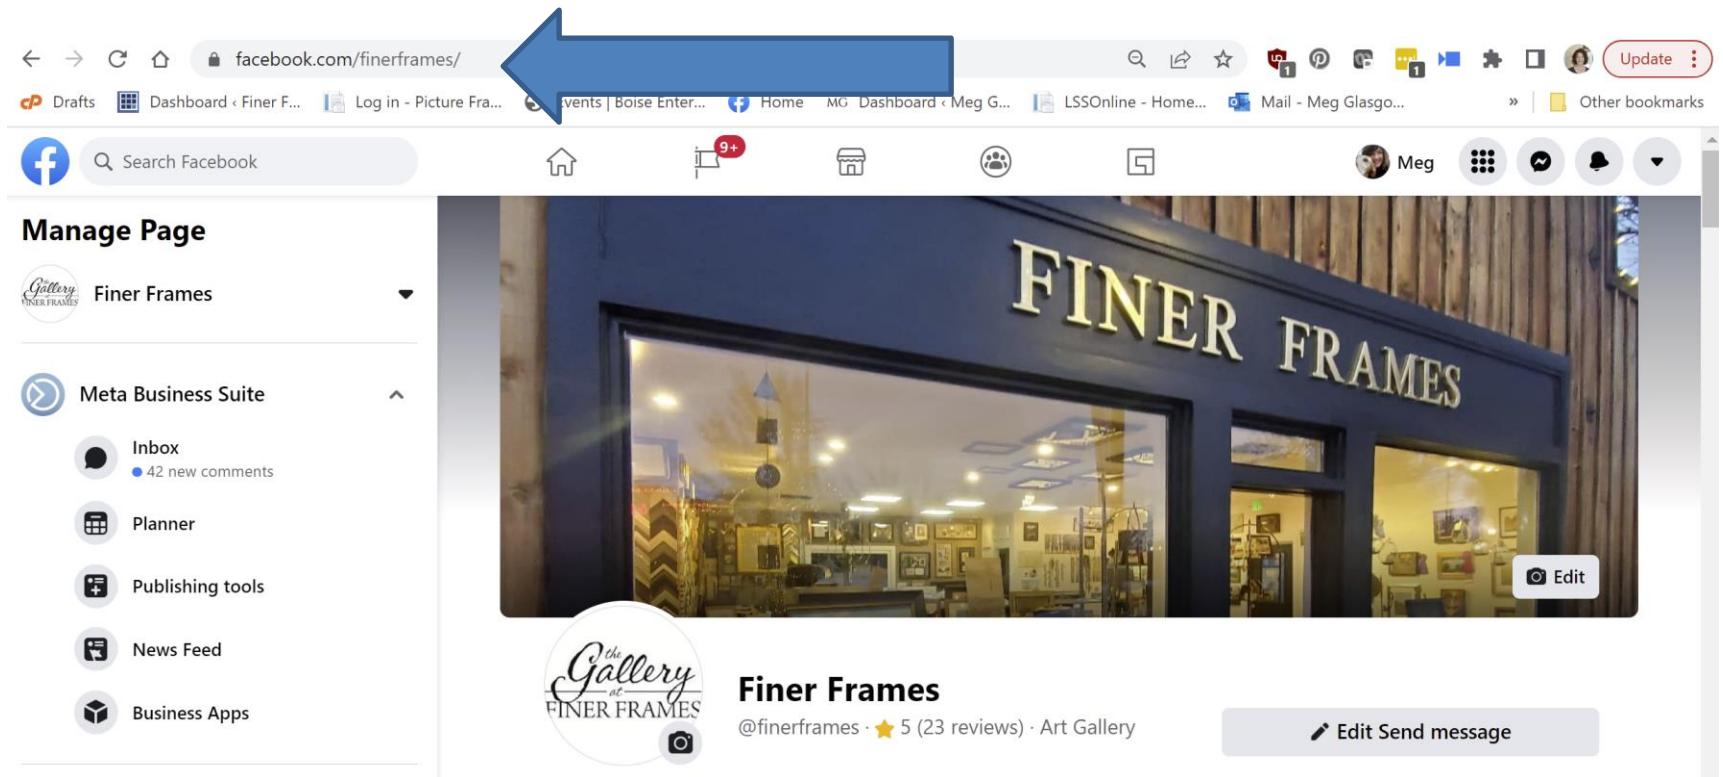 facebook.com/finerframes/
Update
Drafts
Dashboard ‹ Finer F...
Log in - Picture Fra...
Events | Boise Enter...
Home
MG Dashboard ‹ Meg G...
LSSOnline - Home...
Mail - Meg Glasgo...
»
Other bookmarks
Search Facebook
9+
Meg
Manage Page
Finer Frames
Meta Business Suite
Inbox
42 new comments
Planner
Publishing tools
News Feed
Business Apps
FINER FRAMES
Edit
the
Gallery
at
FINER FRAMES
Finer Frames
@finerframes · 5 (23 reviews) · Art Gallery
Edit Send message